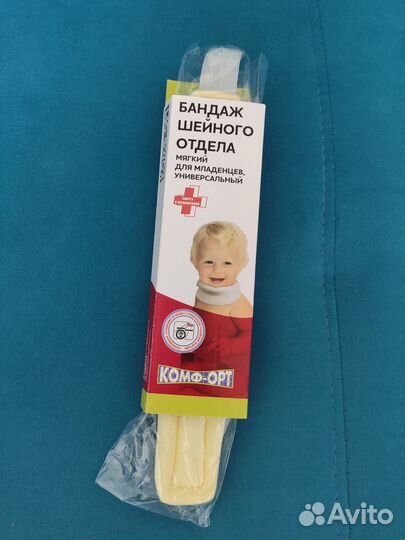 БАНДАЖ
ШЕЙНОГО
ОТДЕЛА
МЯГКИЙ
ДЛЯ МЛАДЕНЦЕВ,
УНИВЕРСАЛЬНЫЙ
КОМФ-ОРТ
Avito